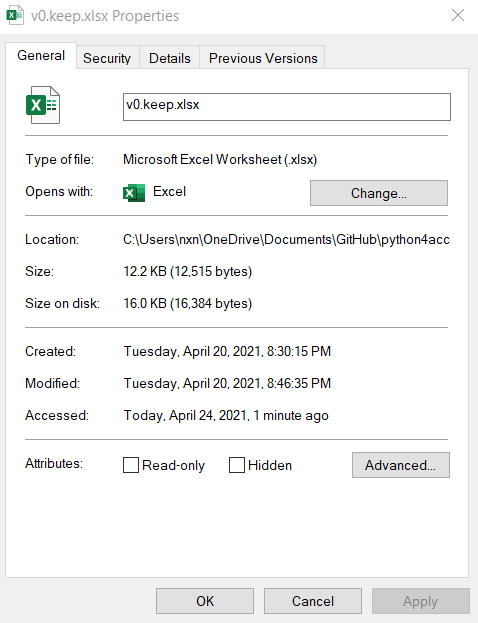 v0.keep.xlsx Properties
General Security Details Previous Versions
v0.keep.xlsx
Type of file: Microsoft Excel Worksheet (.xlsx)
Opens with: Excel Change...
Location: C:\Users\nxn\OneDrive\Documents\GitHub\python4acc
Size: 12.2 KB (12,515 bytes)
Size on disk: 16.0 KB (16,384 bytes)
Created: Tuesday, April 20, 2021, 8:30:15 PM
Modified: Tuesday, April 20, 2021, 8:46:35 PM
Accessed: Today, April 24, 2021, 1 minute ago
Attributes: Read-only Hidden Advanced...
OK Cancel Apply